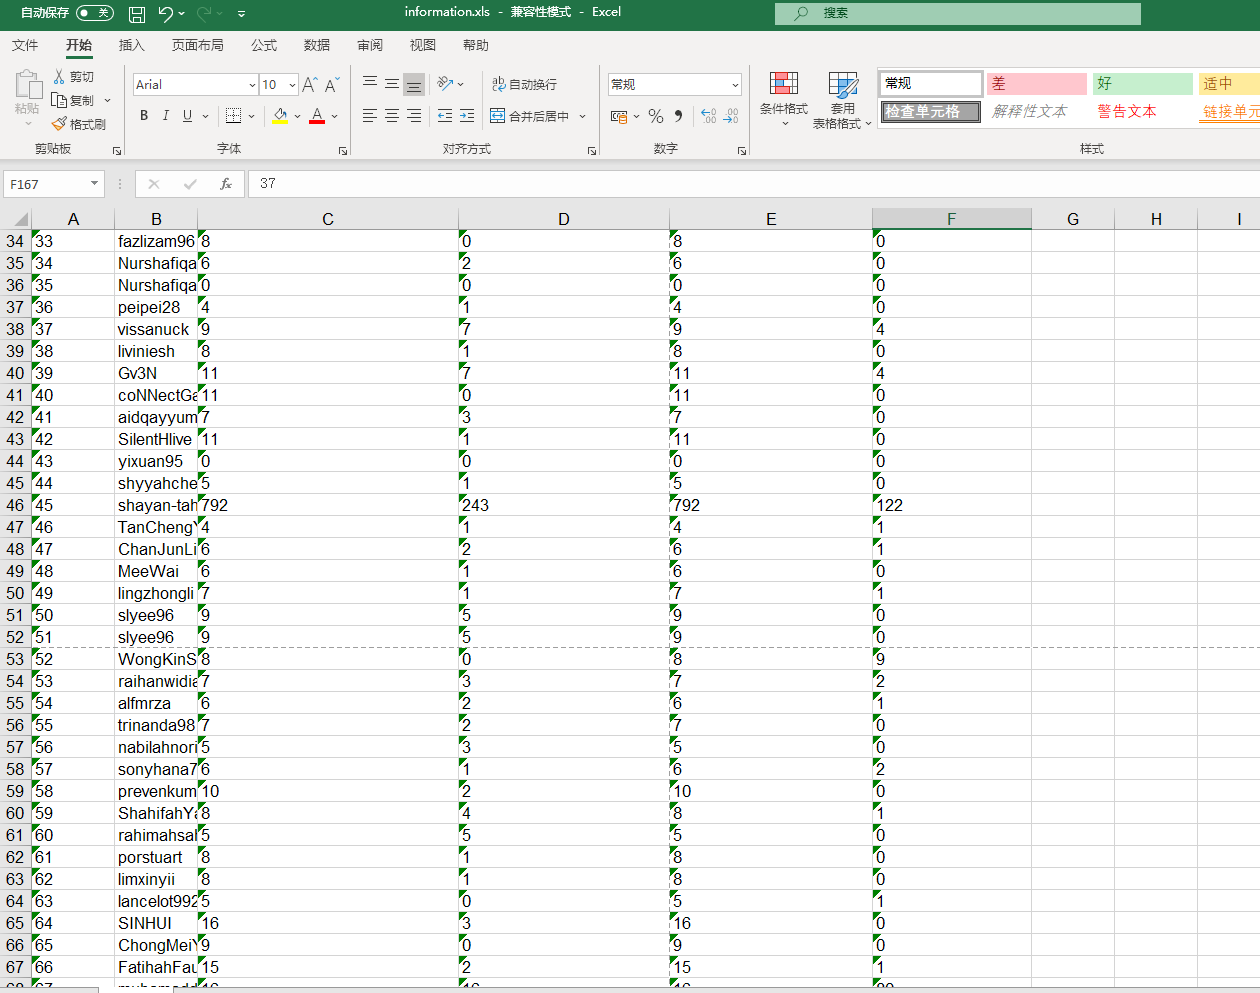 自动保存 关 information.xls - 兼容性模式 - Excel 搜索
文件 开始 插入 页面布局 公式 数据 审阅 视图 帮助
粘贴 剪切 复制 格式刷 剪贴板
Arial 10 A A B I U A 字体
ab 自动换行 合并后居中 对齐方式
常规 % 数字
条件格式 套用 表格格式
常规 差 好 适中
检查单元格 解释性文本 警告文本 链接单元
样式
F167 fx 37
A B C D E F G H I
34 33 fazlizam96 8 0 8 0
35 34 Nurshafiqa 6 2 6 0
36 35 Nurshafiqa 0 0 0 0
37 36 peipei28 4 1 4 0
38 37 vissanuck 9 7 9 4
39 38 liviniesh 8 1 8 0
40 39 Gv3N 11 7 11 4
41 40 coNNectGa 11 0 11 0
42 41 aidqayyum 7 3 7 0
43 42 SilentHlive 11 1 11 0
44 43 yixuan95 0 0 0 0
45 44 shyyahche 5 1 5 0
46 45 shayan-tah 792 243 792 122
47 46 TanChengY 4 1 4 1
48 47 ChanJunLi 6 2 6 1
49 48 MeeWai 6 1 6 0
50 49 lingzhongli 7 1 7 1
51 50 slyee96 9 5 9 0
52 51 slyee96 9 5 9 0
53 52 WongKinS 8 0 8 9
54 53 raihanwidia 7 3 7 2
55 54 alfmrza 6 2 6 1
56 55 trinanda98 7 2 7 0
57 56 nabilahnori 5 3 5 0
58 57 sonyhana7 6 1 6 2
59 58 prevenkum 10 2 10 0
60 59 ShahifahYa 8 4 8 1
61 60 rahimahsal 5 5 5 0
62 61 porstuart 8 1 8 0
63 62 limxinyii 8 1 8 0
64 63 lancelot992 5 0 5 1
65 64 SINHUI 16 3 16 0
66 65 ChongMeiY 9 0 9 0
67 66 FatihahFau 15 2 15 1